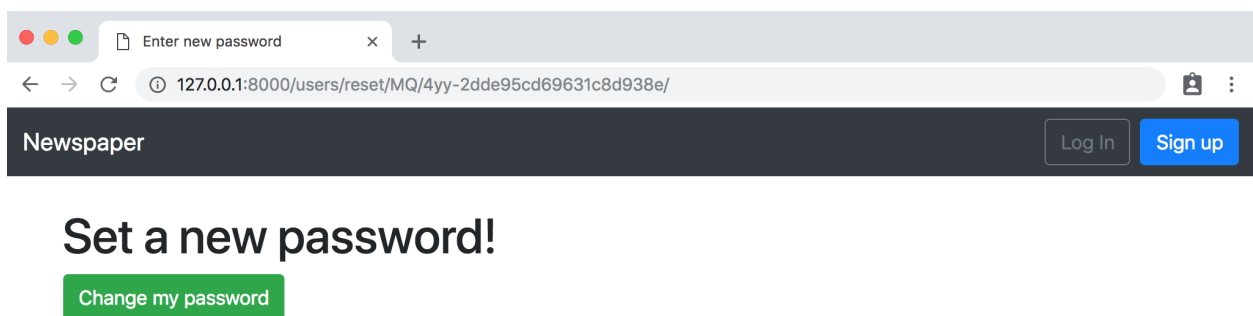 Enter new password
127.0.0.1:8000/users/reset/MQ/4yy-2dde95cd69631c8d938e/
Newspaper Log In Sign up
Set a new password!
Change my password